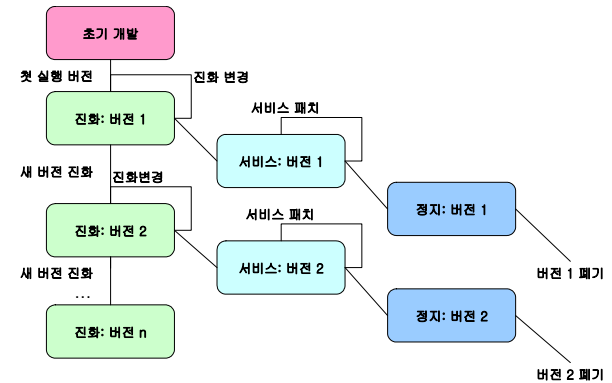 초기 개발
첫 실행 버전
진화 변경
서비스 패치
진화: 버전 1
서비스: 버전 1
새 버전 진화
진화변경
정지: 버전 1
서비스 패치
진화: 버전 2
서비스: 버전 2
버전 1 폐기
새 버전 진화
...
정지: 버전 2
진화: 버전 n
버전 2 폐기